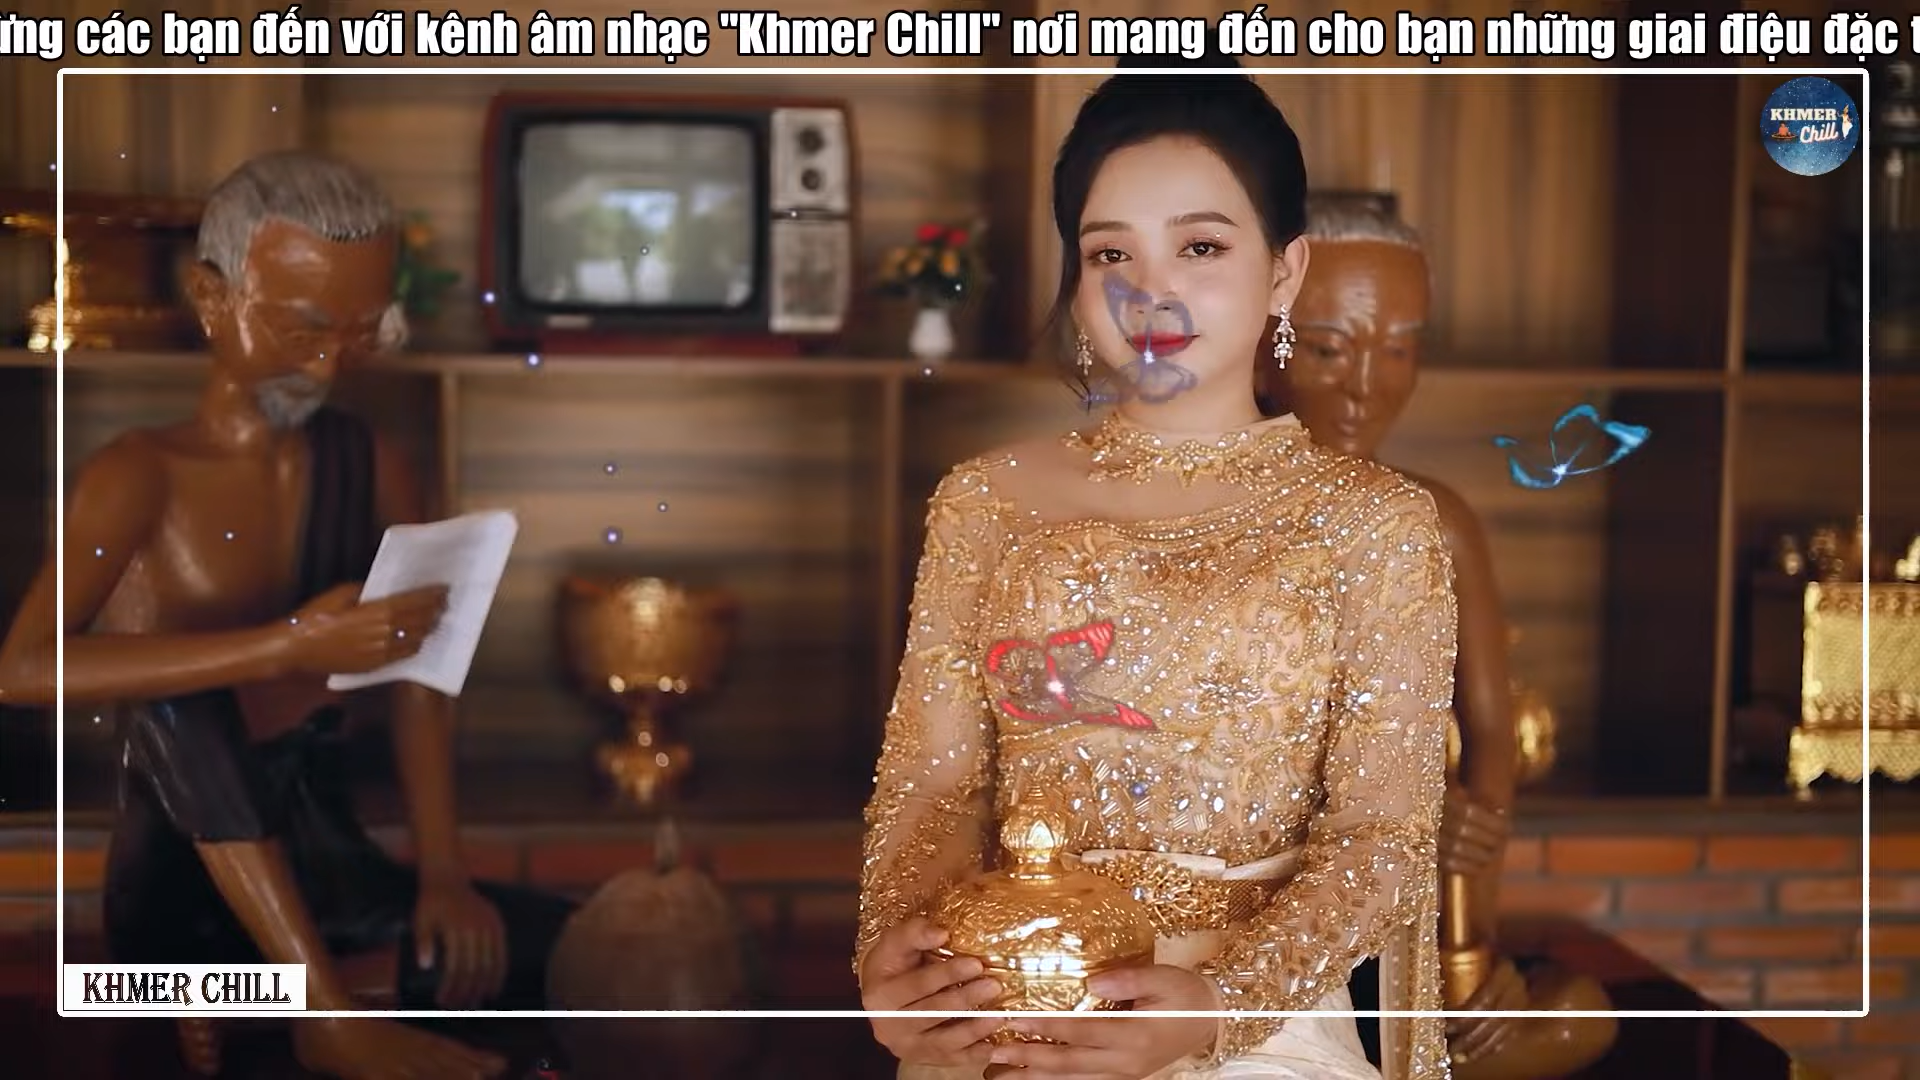 các bạn đến với kênh âm nhạc "Khmer Chill" nơi mang đến cho bạn những giai điệu đặc
KHMER
Chill
KHMER CHILL